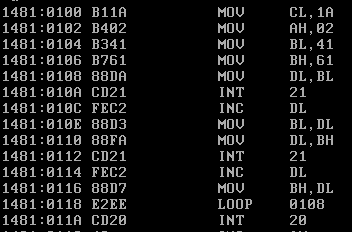 1481:0100 B11A MOV CL,1A
1481:0102 B402 MOV AH,02
1481:0104 B341 MOV BL,41
1481:0106 B761 MOV BH,61
1481:0108 88DA MOV DL,BL
1481:010A CD21 INT 21
1481:010C FEC2 INC DL
1481:010E 88D3 MOV BL,DL
1481:0110 88FA MOV DL,BH
1481:0112 CD21 INT 21
1481:0114 FEC2 INC DL
1481:0116 88D7 MOV BH,DL
1481:0118 E2EE LOOP 0108
1481:011A CD20 INT 20